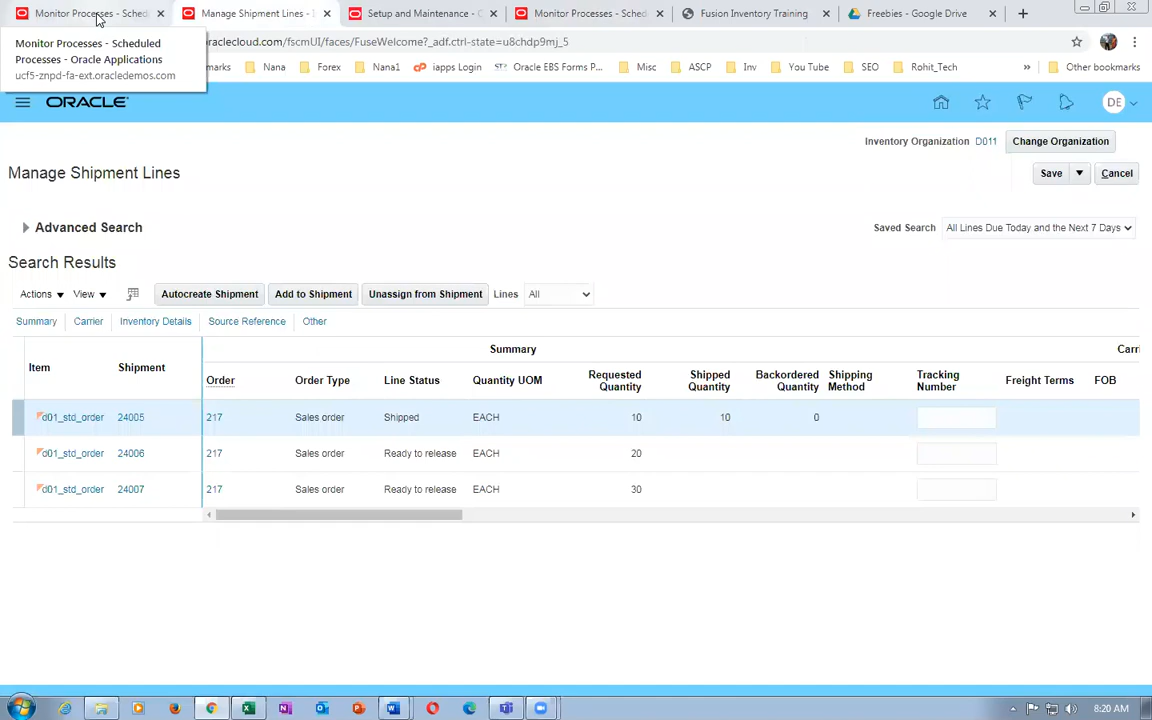 Monitor Processes - Sched
Manage Shipment Lines - I
Setup and Maintenance - C
Monitor Processes - Sched
Fusion Inventory Training
Freebies - Google Drive
Monitor Processes - Scheduled
Processes - Oracle Applications
ucf5-znpd-fa-ext.oracledemos.com
oraclecloud.com/fscmUI/faces/FuseWelcome?_adf.ctrl-state=u8chdp9mj_5
Nana
Forex
Nana1
iapps Login
Oracle EBS Forms P...
Misc
ASCP
Inv
You Tube
SEO
Rohit_Tech
»
Other bookmarks
ORACLE
DE
Inventory Organization D011 Change Organization
Manage Shipment Lines
Save Cancel
Advanced Search
Saved Search All Lines Due Today and the Next 7 Days
Search Results
Actions View Autocreate Shipment Add to Shipment Unassign from Shipment Lines All
Summary Carrier Inventory Details Source Reference Other
Summary Carri
Item Shipment Order Order Type Line Status Quantity UOM Requested Quantity Shipped Quantity Backordered Quantity Shipping Method Tracking Number Freight Terms FOB
d01_std_order 24005 217 Sales order Shipped EACH 10 10 0
d01_std_order 24006 217 Sales order Ready to release EACH 20
d01_std_order 24007 217 Sales order Ready to release EACH 30
8:20 AM